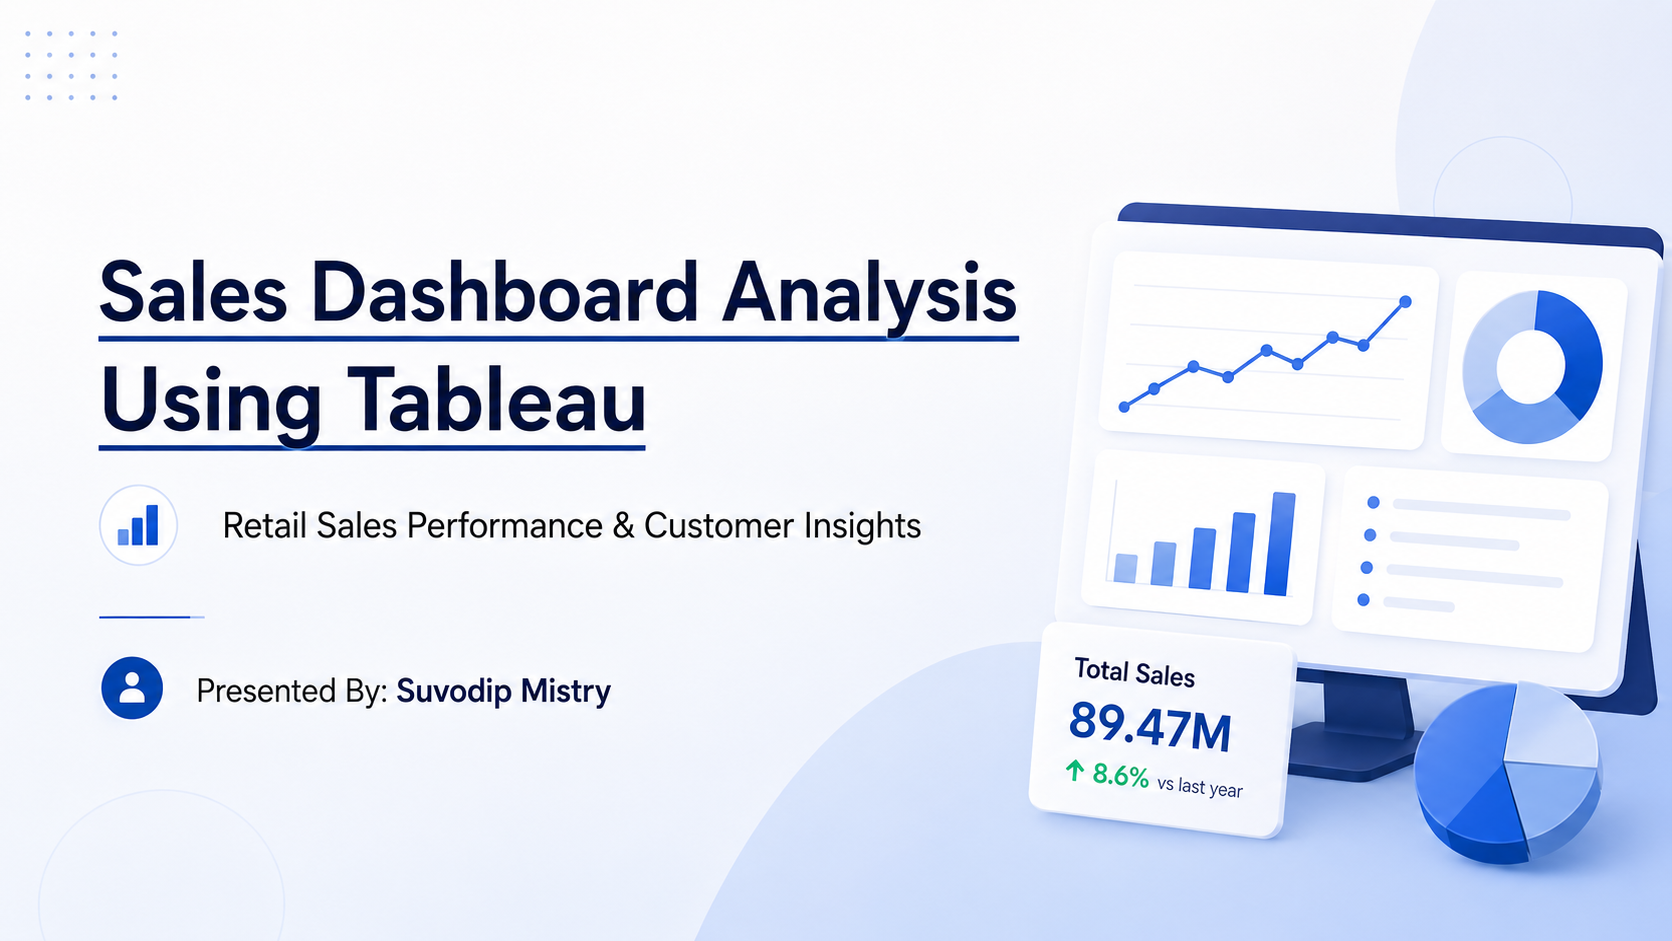 Sales Dashboard Analysis
Using Tableau
Retail Sales Performance & Customer Insights
Presented By: Suvodip Mistry
Total Sales
89.47M
↑ 8.6% vs last year